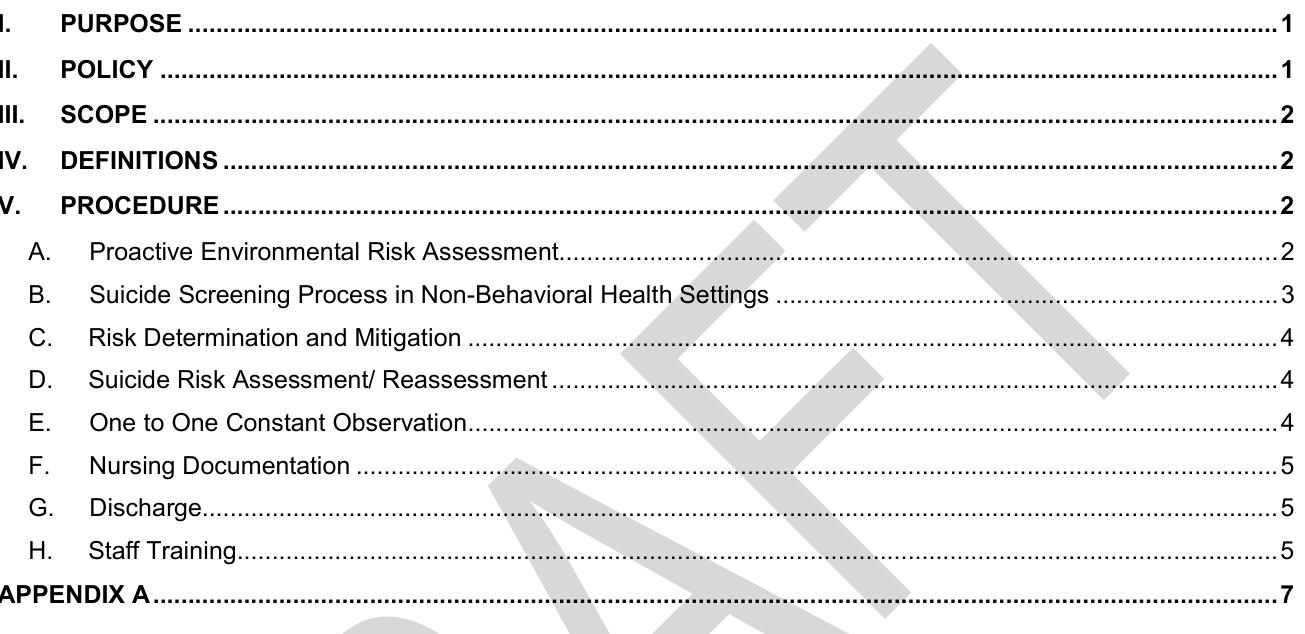 I. PURPOSE ........ 1
II. POLICY ........ 1
III. SCOPE ........ 2
IV. DEFINITIONS ........ 2
V. PROCEDURE ........ 2
A. Proactive Environmental Risk Assessment........ 2
B. Suicide Screening Process in Non-Behavioral Health Settings ........ 3
C. Risk Determination and Mitigation ........ 4
D. Suicide Risk Assessment/ Reassessment ........ 4
E. One to One Constant Observation........ 4
F. Nursing Documentation ........ 5
G. Discharge........ 5
H. Staff Training........ 5
APPENDIX A ........ 7